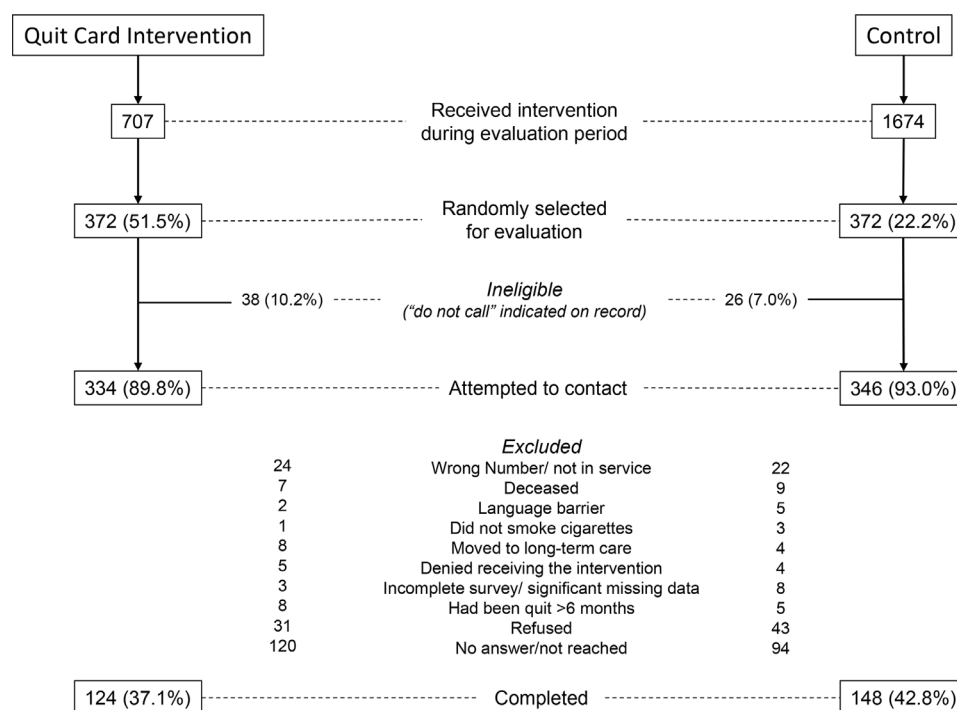 Quit Card Intervention
Control
707
Received intervention
during evaluation period
1674
372 (51.5%)
Randomly selected
for evaluation
372 (22.2%)
38 (10.2%)
Ineligible
(“do not call” indicated on record)
26 (7.0%)
334 (89.8%)
Attempted to contact
346 (93.0%)
Excluded
24 Wrong Number/ not in service 22
7 Deceased 9
2 Language barrier 5
1 Did not smoke cigarettes 3
8 Moved to long-term care 4
5 Denied receiving the intervention 4
3 Incomplete survey/ significant missing data 8
8 Had been quit >6 months 5
31 Refused 43
120 No answer/not reached 94
124 (37.1%)
Completed
148 (42.8%)